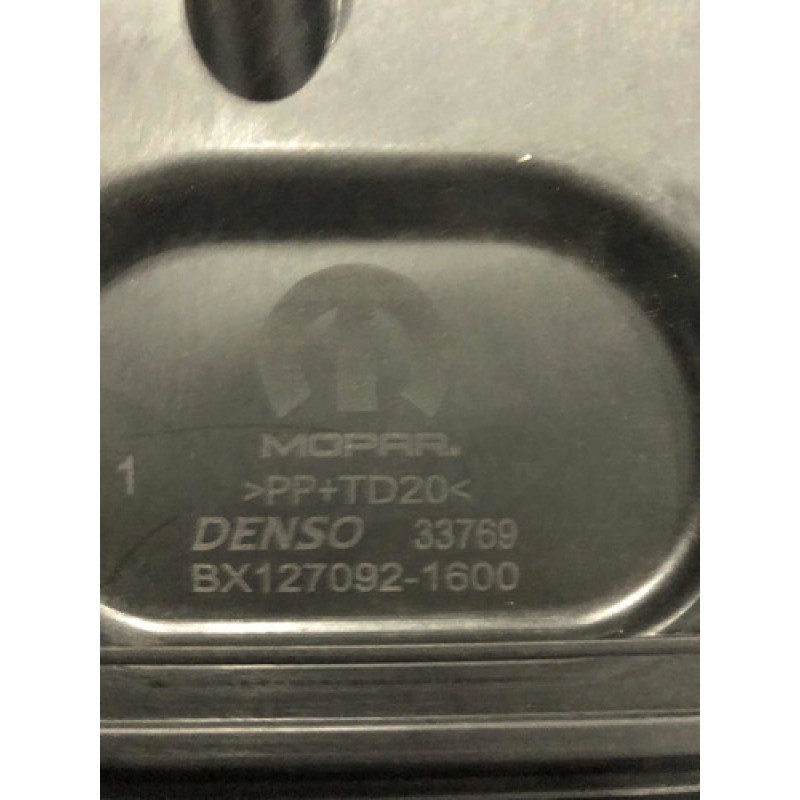 MOPAR.
1
>PP+TD20<
DENSO 33769
BX127092-1600